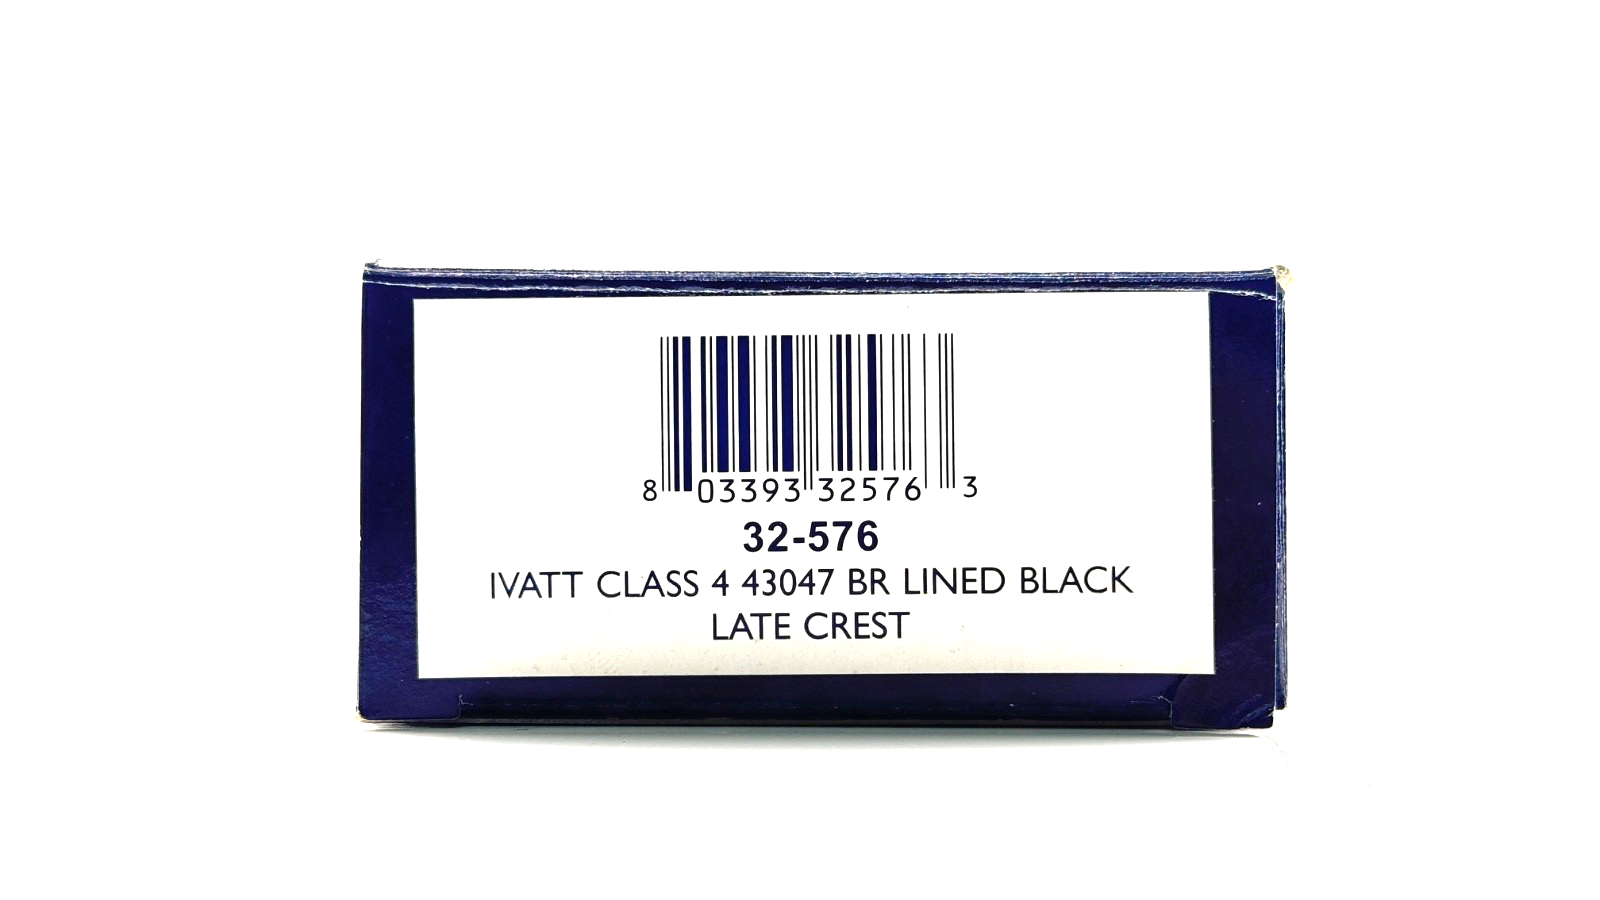 8 03393 32576 3
32-576
IVATT CLASS 4 43047 BR LINED BLACK
LATE CREST